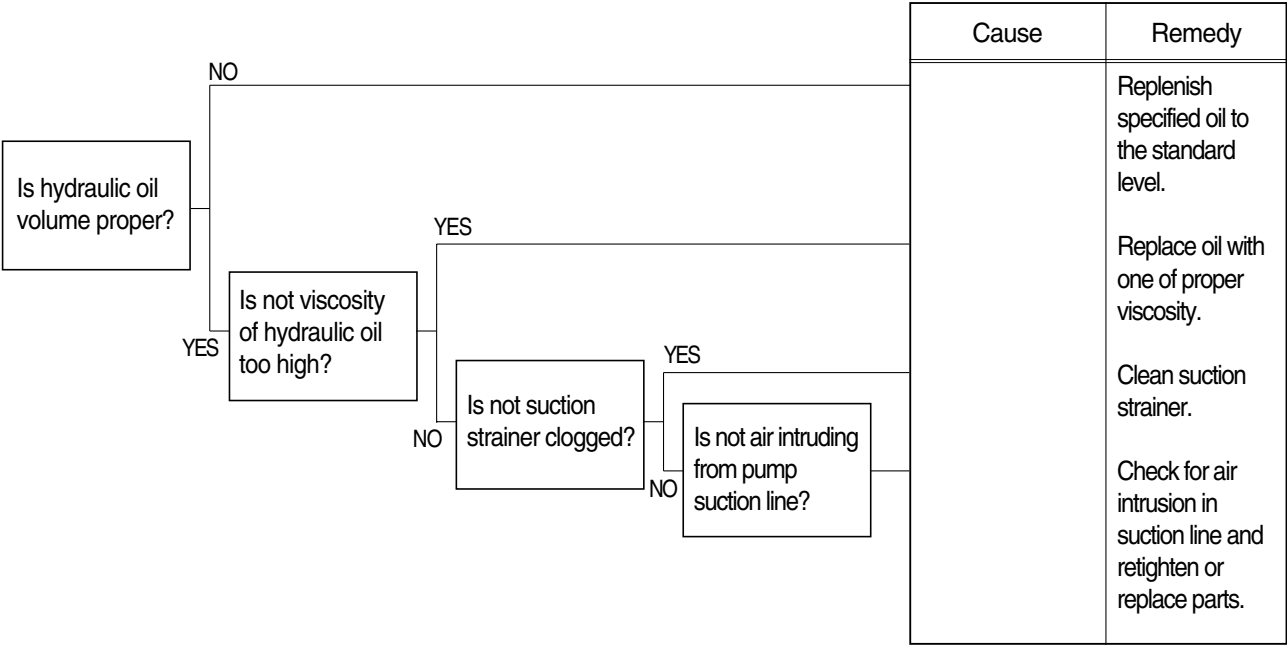 Cause
Remedy
NO
Replenish
specified oil to
the standard
level.
Is hydraulic oil
volume proper?
YES
Replace oil with
one of proper
viscosity.
YES
Is not viscosity
of hydraulic oil
too high?
YES
Clean suction
strainer.
NO
Is not suction
strainer clogged?
NO
Is not air intruding
from pump
suction line?
Check for air
intrusion in
suction line and
retighten or
replace parts.